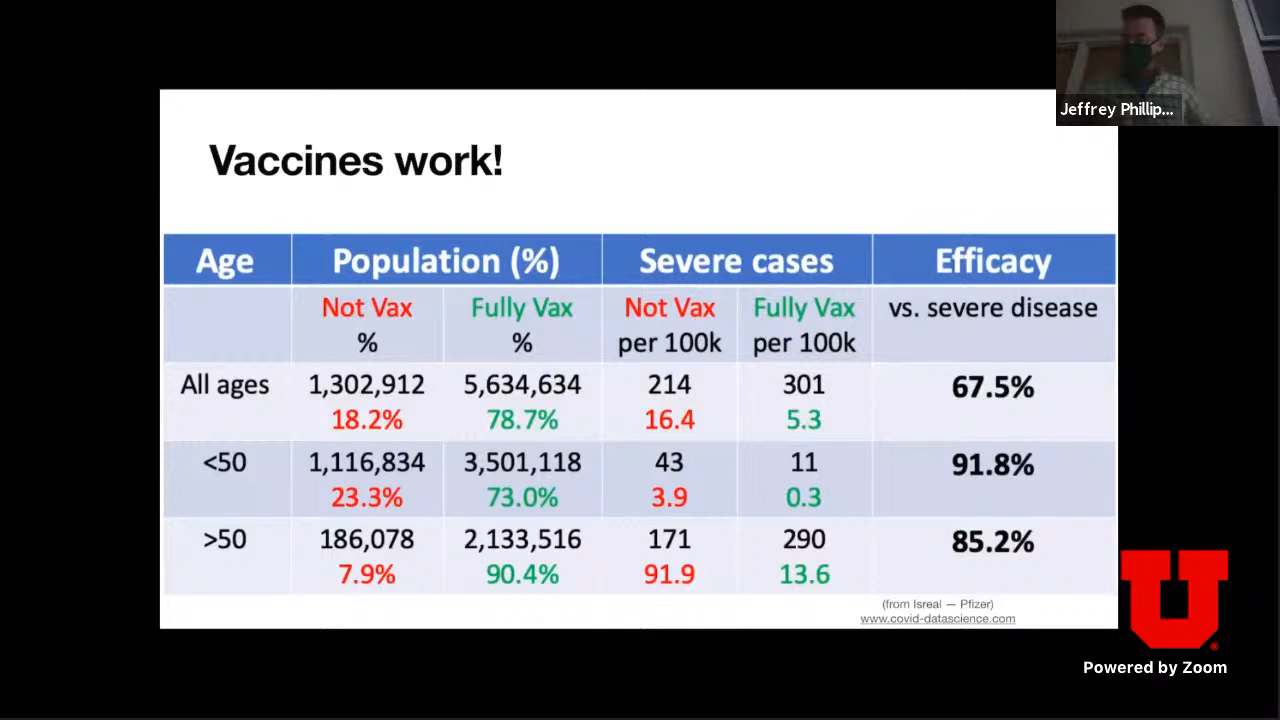 Jeffrey Phillip...
Vaccines work!
Age Population (%) Severe cases Efficacy
Not Vax Fully Vax Not Vax Fully Vax vs. severe disease
% % per 100k per 100k
All ages 1,302,912 5,634,634 214 301 67.5%
18.2% 78.7% 16.4 5.3
<50 1,116,834 3,501,118 43 11 91.8%
23.3% 73.0% 3.9 0.3
>50 186,078 2,133,516 171 290 85.2%
7.9% 90.4% 91.9 13.6
(from Isreal — Pfizer)
www.covid-datascience.com
U
®
Powered by Zoom